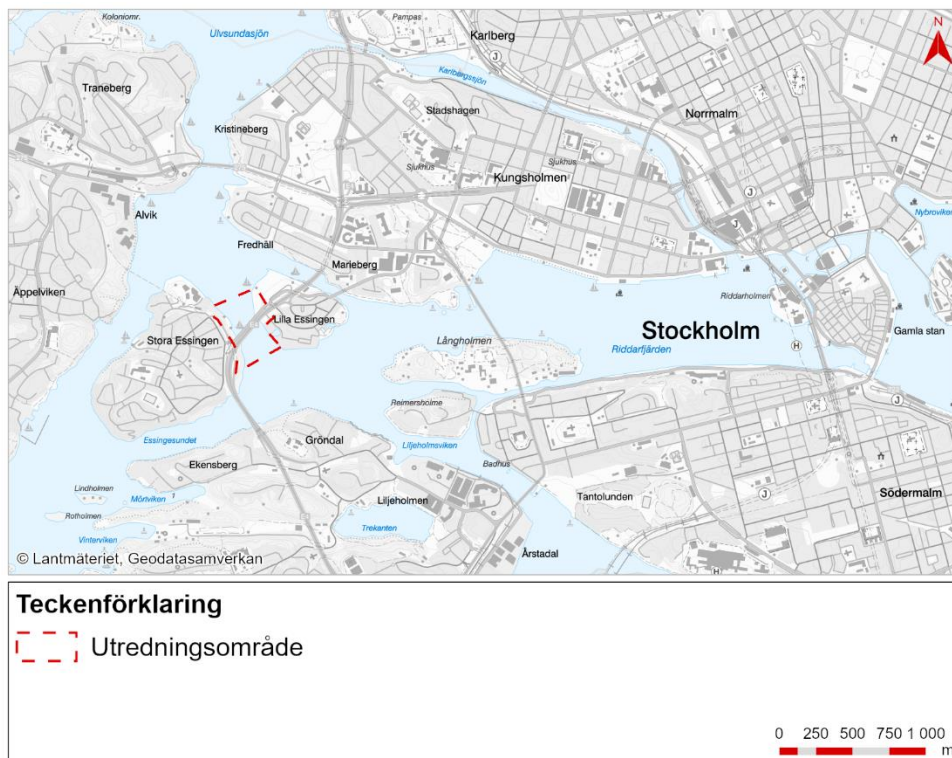 Koloniomr.
Pampas
Karlberg
N
Ulvsundasjön
J
Karlbergssjön
Traneberg
Stadshagen
Norrmalm
Kristineberg
Sjukhus
Sjukhus
Kungsholmen
J
Nybroviken
Alvik
J
Fredhäll
Marieberg
Äppelviken
Riddarholmen
Lilla Essingen
Stockholm
Gamla stan
Stora Essingen
Långholmen
Riddarfjärden
H
Reimersholme
Essingesundet
Gröndal
Liljeholmsviken
Ekensberg
Badhus
Lindholmen
Mörtviken
Liljeholmen
Tantolunden
J
Södermalm
Rotholmen
Trekanten
Vinterviken
Årstadal
© Lantmäteriet, Geodatasamverkan
H
Teckenförklaring
Utredningsområde
0 250 500 750 1 000
m